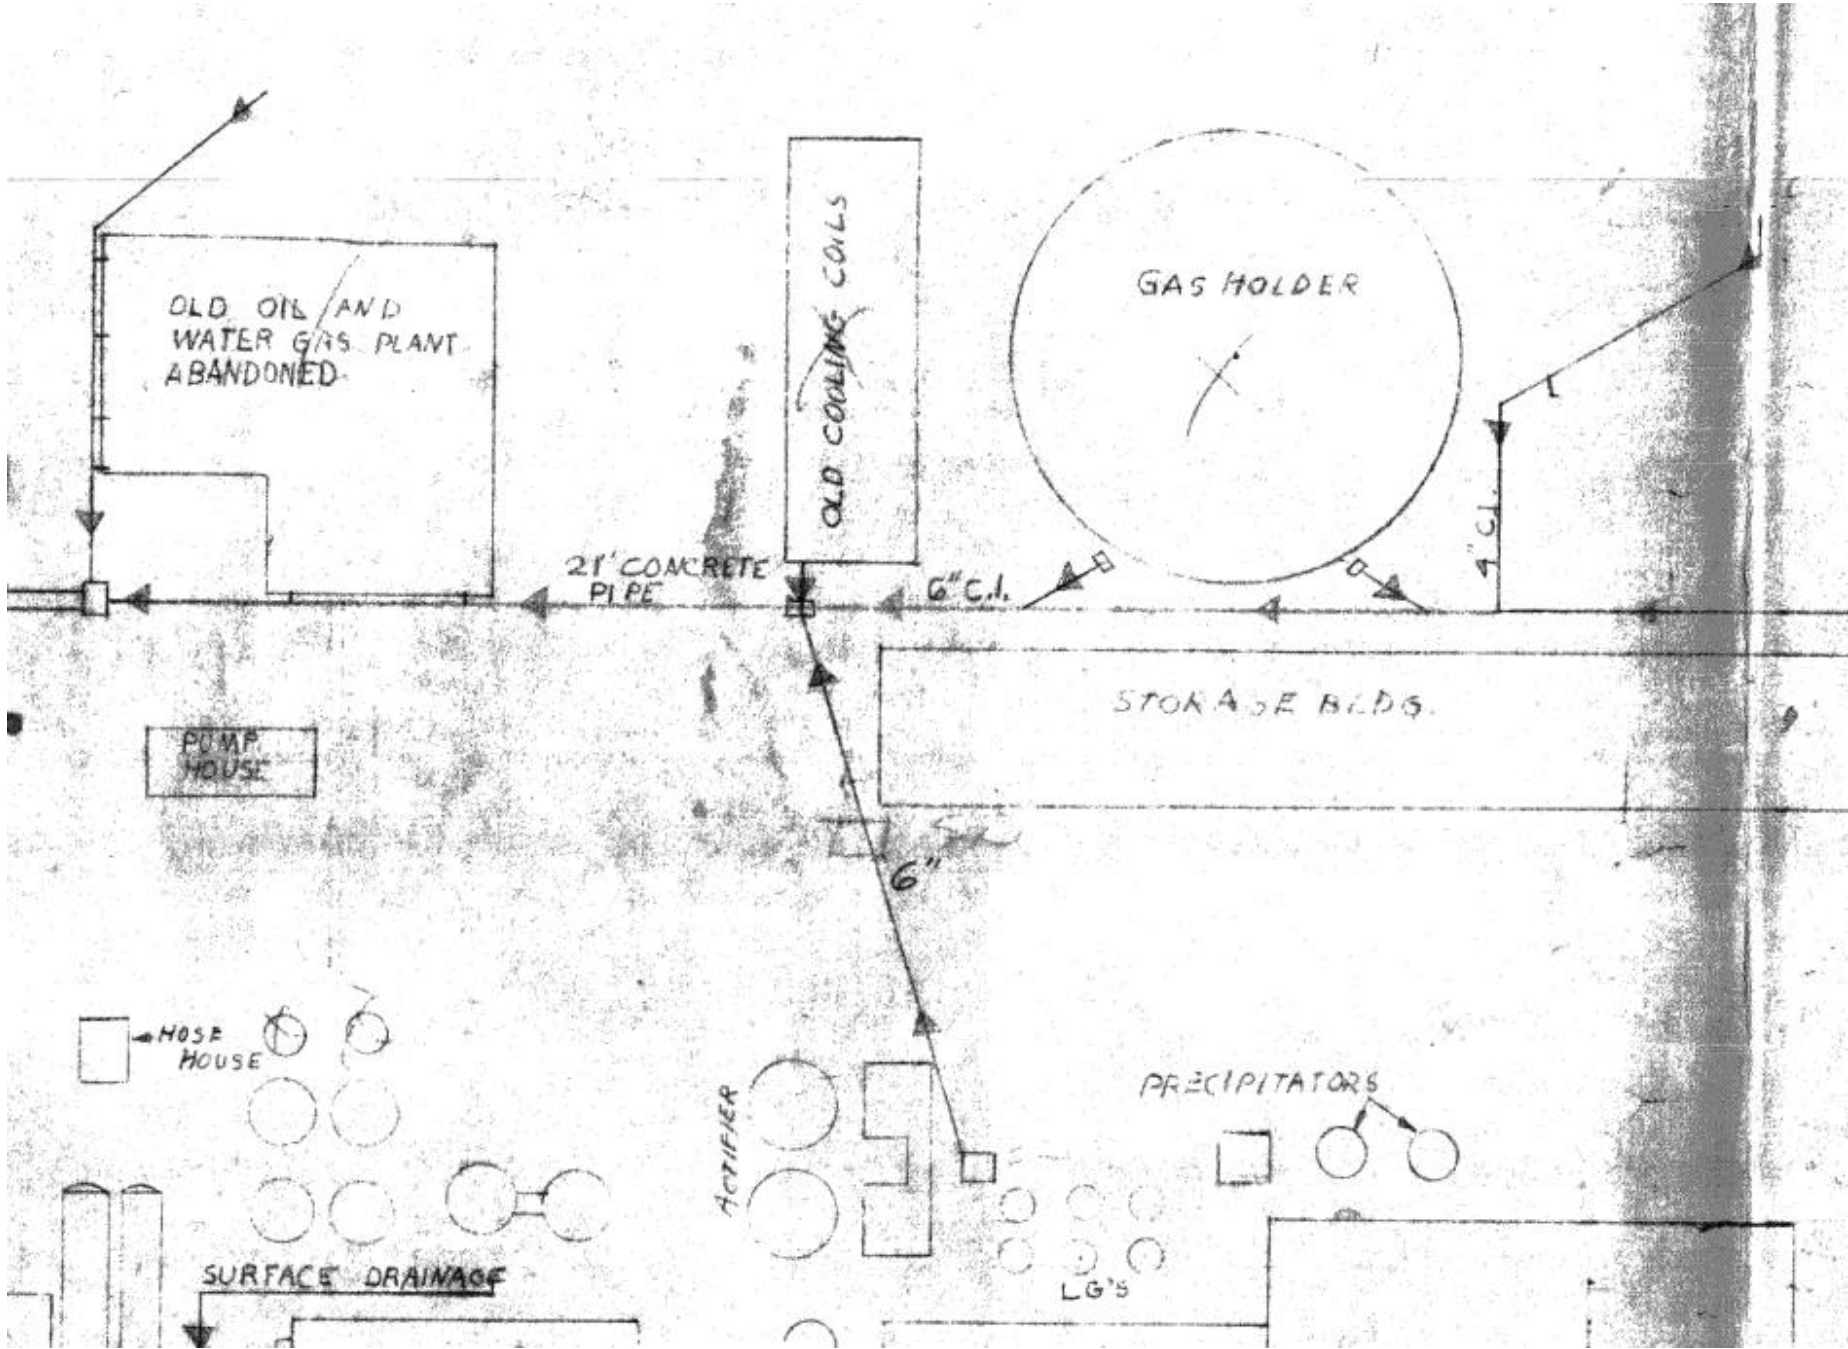 OLD OIL AND
WATER GAS PLANT
ABANDONED
OLD COOLING COILS
GAS HOLDER
4" C.I.
21" CONCRETE
PIPE
6" C.I.
STORAGE BLDG.
PUMP
HOUSE
6"
HOSE
HOUSE
ACTIFIER
PRECIPITATORS
LG'S
SURFACE DRAINAGE